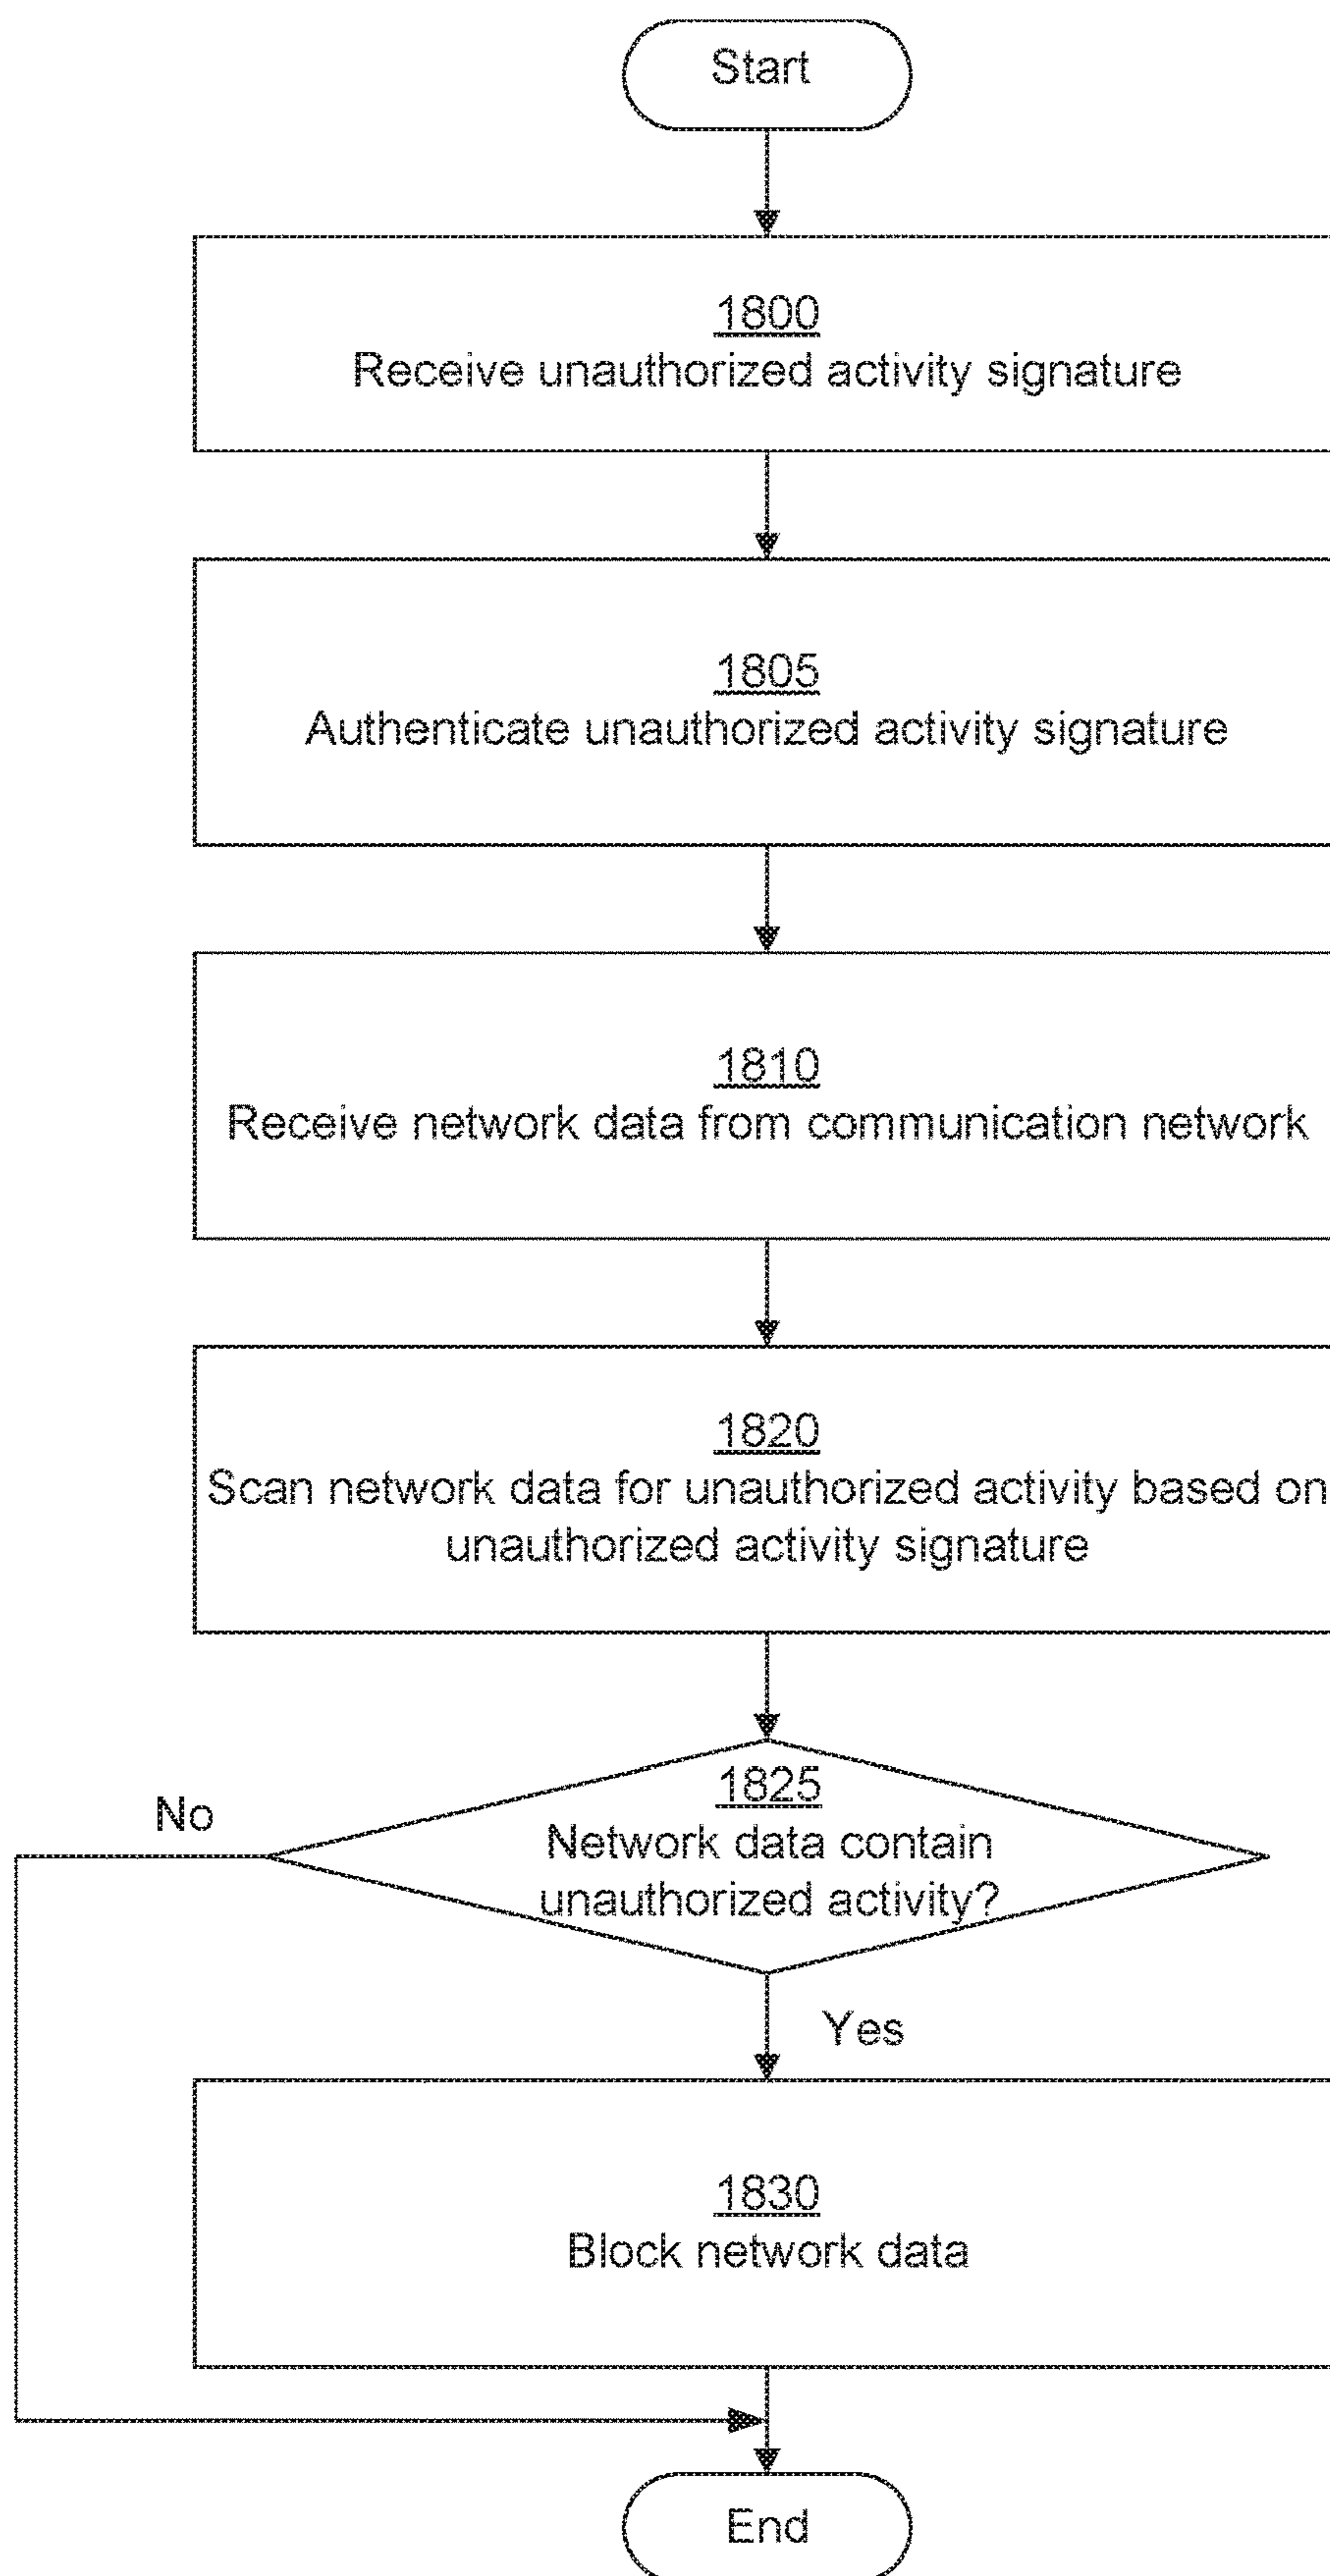 Start
1800
Receive unauthorized activity signature
1805
Authenticate unauthorized activity signature
1810
Receive network data from communication network
1820
Scan network data for unauthorized activity based on
unauthorized activity signature
1825
No
Network data contain
unauthorized activity?
Yes
1830
Block network data
End